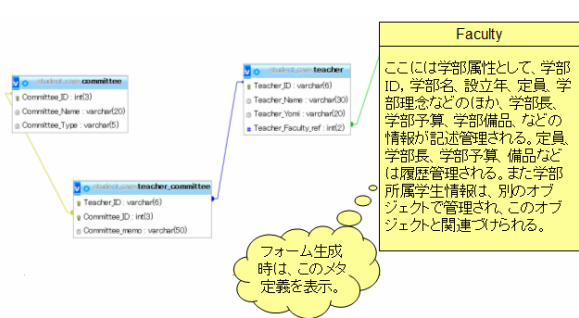 committee
Committee_ID : int(3)
Committee_Name : varchar(20)
Committee_Type : varchar(5)
teacher
Teacher_ID : varchar(6)
Teacher_Name : varchar(30)
Teacher_Yomi : varchar(20)
Teacher_Faculty_ref : int(2)
teacher_committee
Teacher_ID : varchar(6)
Committee_ID : int(3)
Committee_memo : varchar(50)
Faculty
ここには学部属性として、学部
ID，学部名、設立年、定員、学
部理念などのほか、学部長、
学部予算、学部備品、などの
情報が記述管理される。定員、
学部長、学部予算、備品など
は履歴管理される。また学部
所属学生情報は、別のオブ
ジェクトで管理され、このオブ
ジェクトと関連づけられる。
フォーム生成
時は、このメタ
定義を表示。